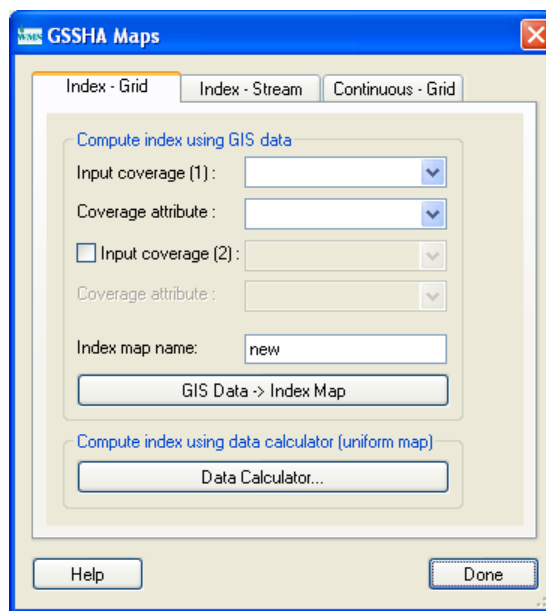 WMS GSSHA Maps
Index - Grid
Index - Stream
Continuous - Grid
Compute index using GIS data
Input coverage (1) :
Coverage attribute :
Input coverage (2) :
Coverage attribute :
Index map name:
new
GIS Data -> Index Map
Compute index using data calculator (uniform map)
Data Calculator...
Help
Done